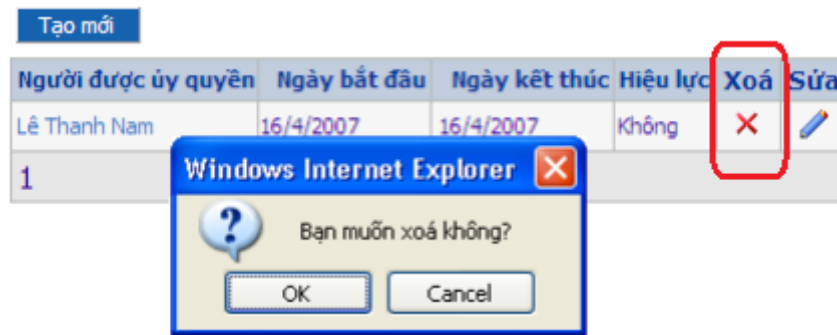 Tạo mới
Người được ủy quyền Ngày bắt đầu Ngày kết thúc Hiệu lực Xoá Sửa
Lê Thanh Nam 16/4/2007 16/4/2007 Không
1
Windows Internet Explorer
Bạn muốn xoá không?
OK Cancel